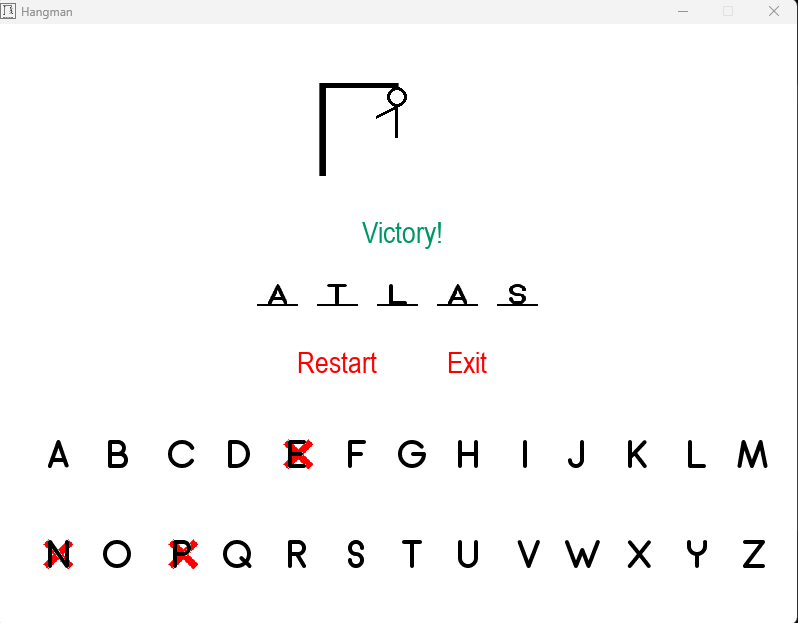 Hangman
Victory!
A T L A S
Restart Exit
A B C D E F G H I J K L M
N O P Q R S T U V W X Y Z